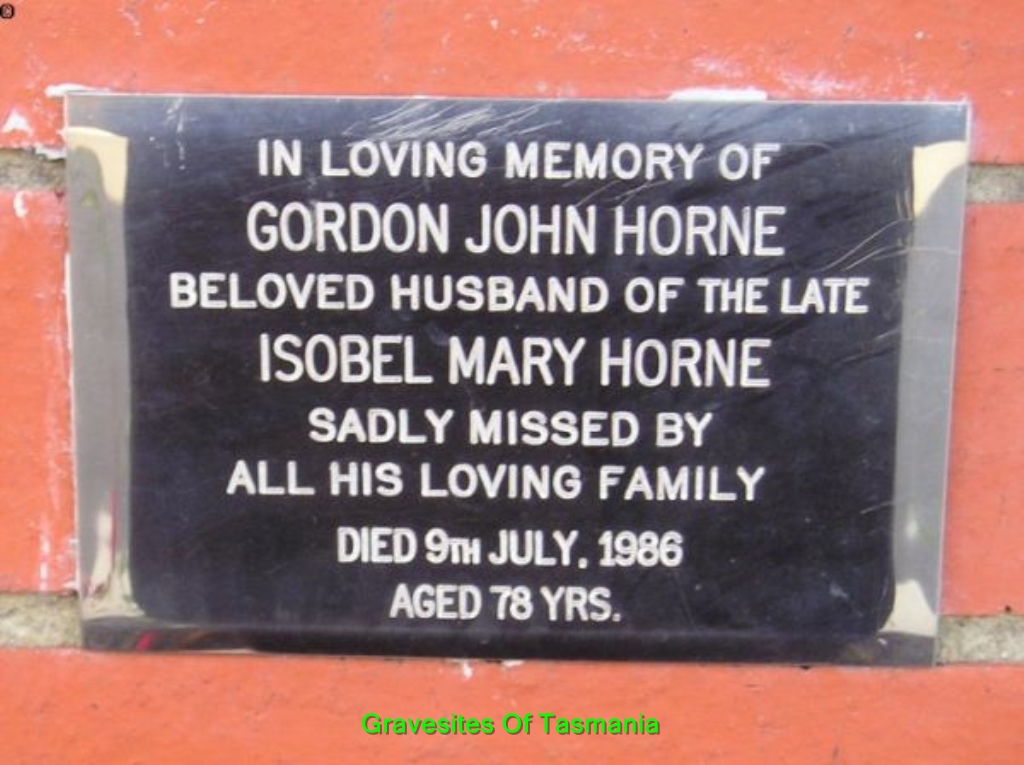 IN LOVING MEMORY OF
GORDON JOHN HORNE
BELOVED HUSBAND OF THE LATE
ISOBEL MARY HORNE
SADLY MISSED BY
ALL HIS LOVING FAMILY
DIED 9TH JULY, 1986
AGED 78 YRS.
Gravesites Of Tasmania